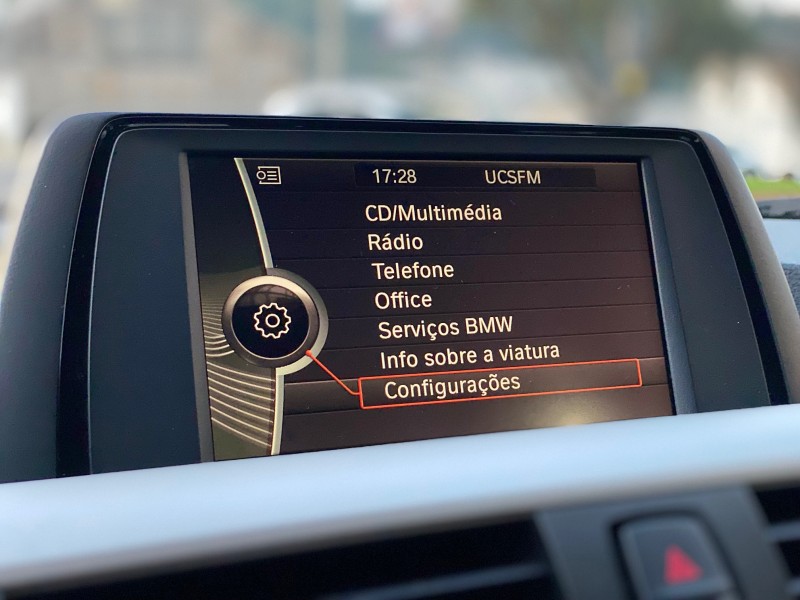 17:28 UCSFM
CD/Multimédia
Rádio
Telefone
Office
Serviços BMW
Info sobre a viatura
Configurações